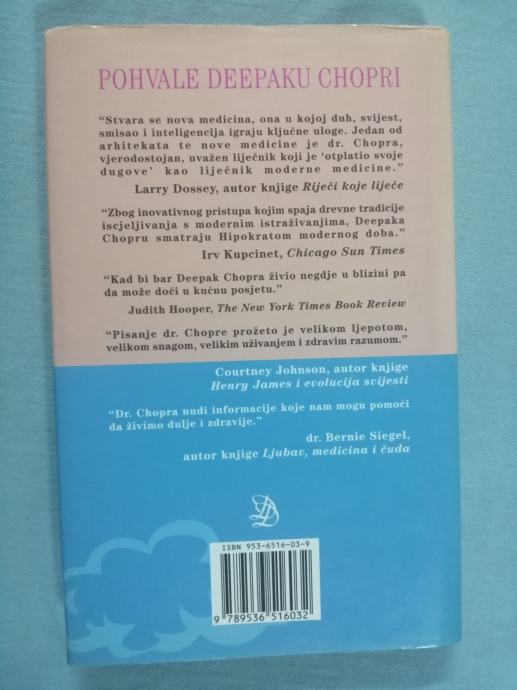 POHVALE DEEPAKU CHOPRI
“Stvara se nova medicina, ona u kojoj duh, svijest,
smisao i inteligencija igraju ključne uloge. Jedan od
arhitekata te nove medicine je dr. Chopra,
vjerodostojan, uvažen liječnik koji je ‘otplatio svoje
dugove’ kao liječnik moderne medicine.”
Larry Dossey, autor knjige Riječi koje liječe
“Zbog inovativnog pristupa kojim spaja drevne tradicije
iscjeljivanja s modernim istraživanjima, Deepaka
Chopru smatraju Hipokratom modernog doba.”
Irv Kupcinet, Chicago Sun Times
“Kad bi bar Deepak Chopra živio negdje u blizini pa
da može doći u kućnu posjetu.”
Judith Hooper, The New York Times Book Review
“Pisanje dr. Chopre prožeto je velikom ljepotom,
velikom snagom, velikim uživanjem i zdravim razumom.”
Courtney Johnson, autor knjige
Henry James i evolucija svijesti
“Dr. Chopra nudi informacije koje nam mogu pomoći
da živimo dulje i zdravije.”
dr. Bernie Siegel,
autor knjige Ljubav, medicina i čuda
ISBN 953-6516-03-9
9 789536 516032